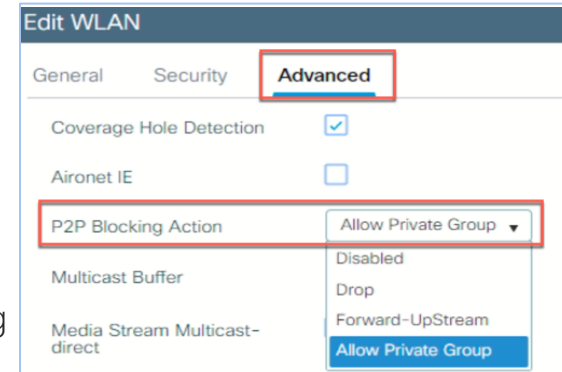 Edit WLAN
General Security Advanced
Coverage Hole Detection
Aironet IE
P2P Blocking Action Allow Private Group
Disabled
Multicast Buffer
Drop
Forward-UpStream
g
Media Stream Multicast-
direct
Allow Private Group